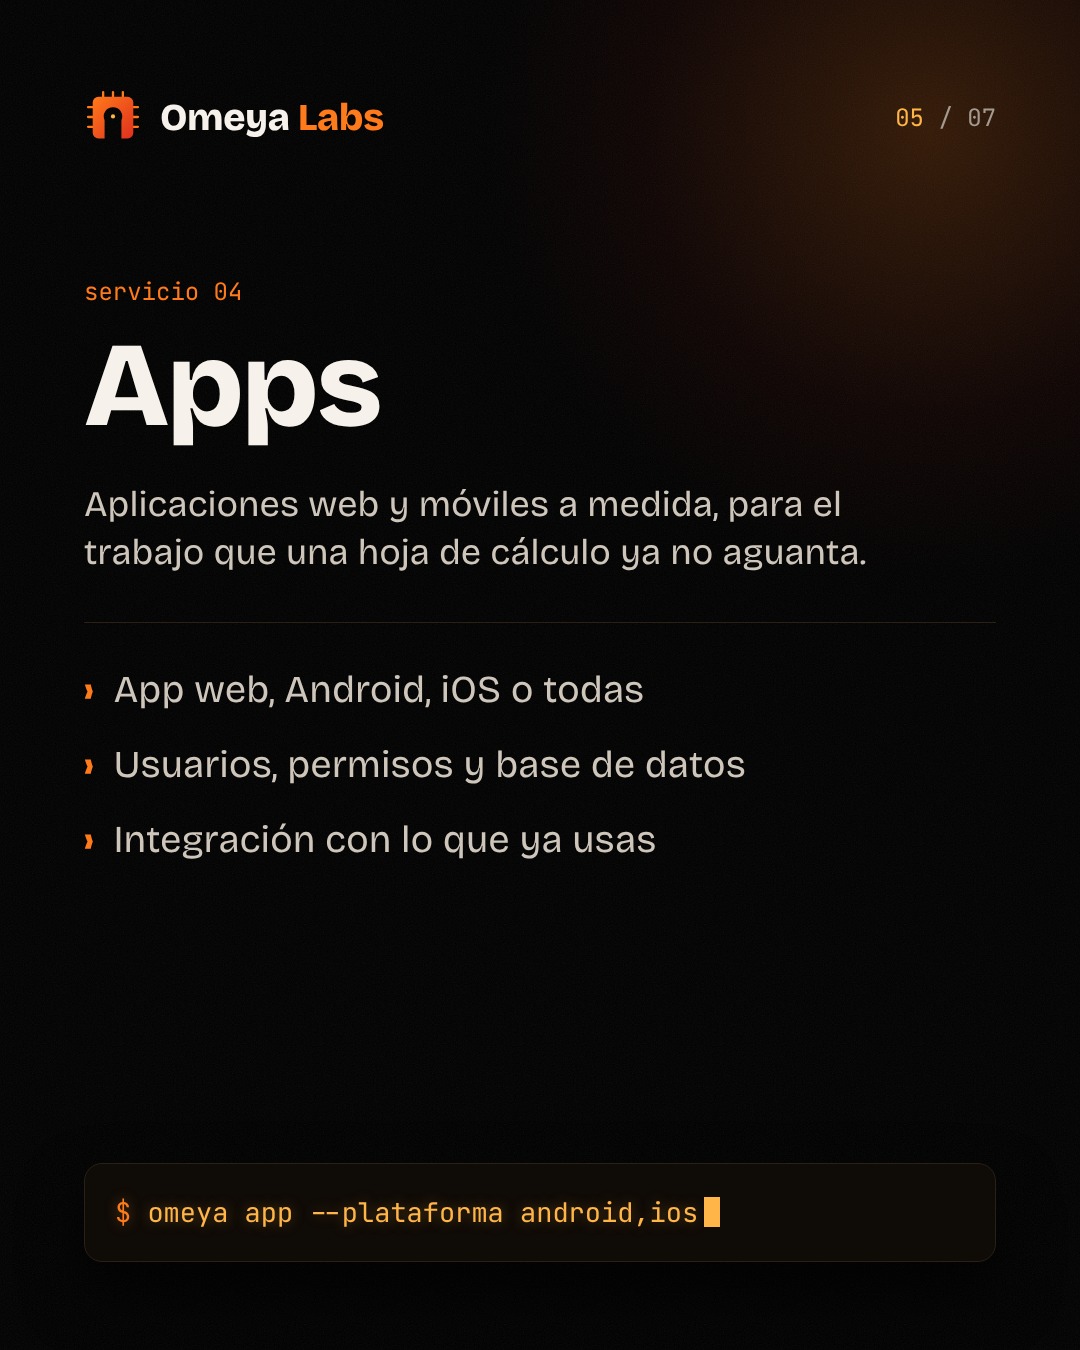 Omeya Labs
05 / 07
servicio 04
Apps
Aplicaciones web y móviles a medida, para el
trabajo que una hoja de cálculo ya no aguanta.
› App web, Android, iOS o todas
› Usuarios, permisos y base de datos
› Integración con lo que ya usas
$ omeya app --plataforma android,ios